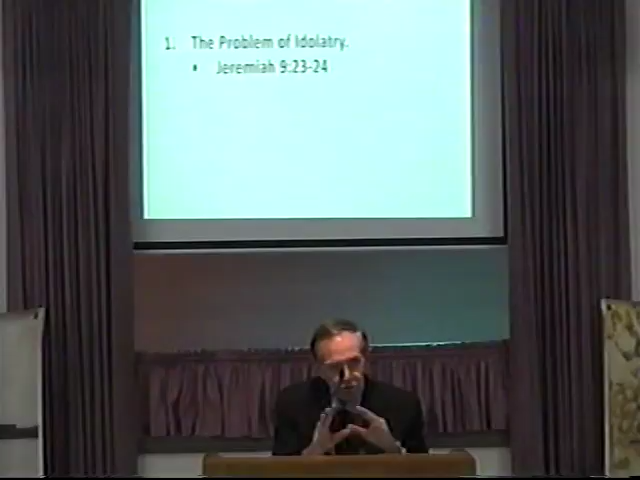 1. The Problem of Idolatry.
• Jeremiah 9:23-24